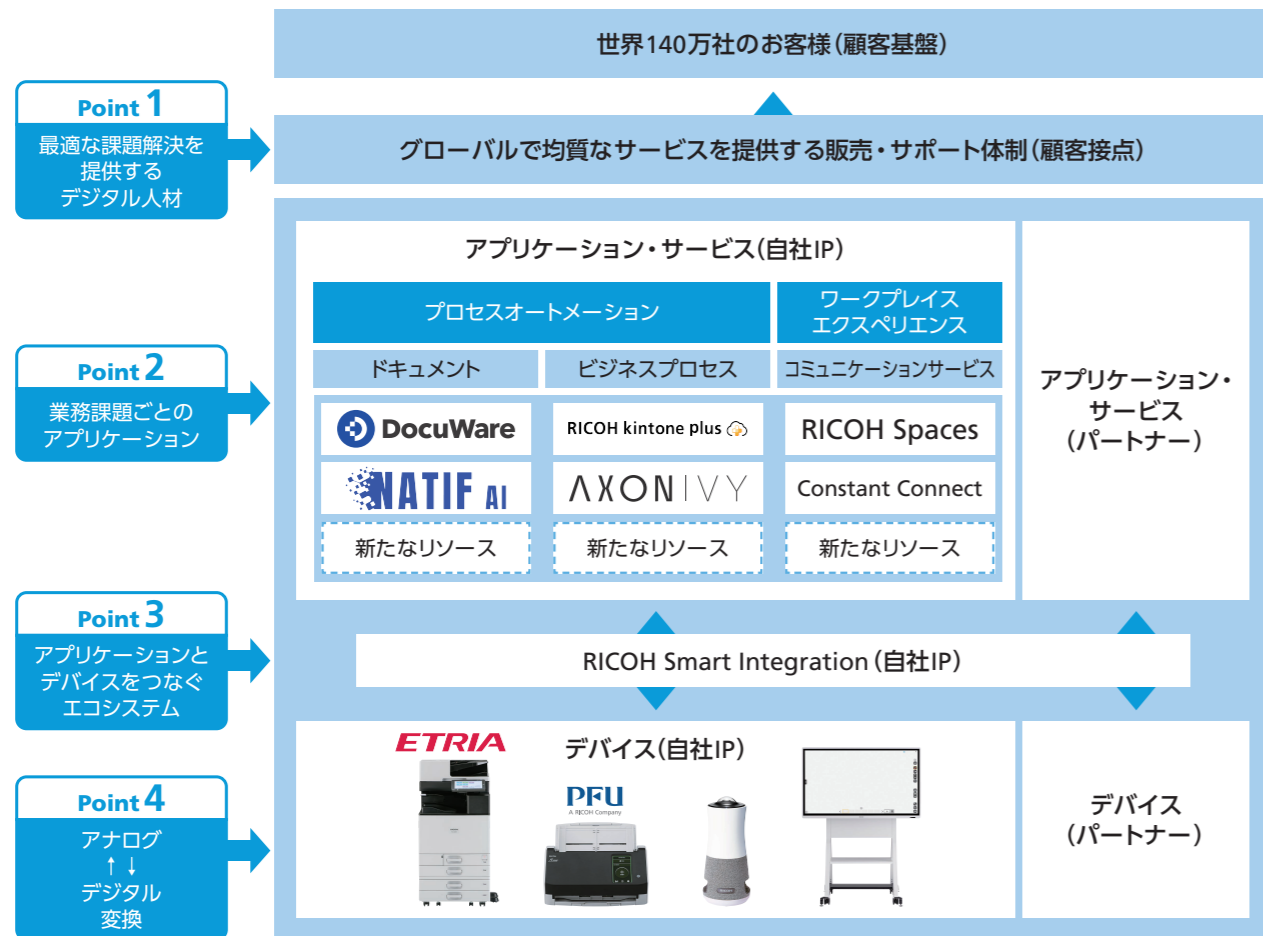 世界140万社のお客様(顧客基盤)
Point 1
最適な課題解決を
提供する
デジタル人材
グローバルで均質なサービスを提供する販売・サポート体制(顧客接点)
アプリケーション・サービス(自社IP)
プロセスオートメーション
ワークプレイス
エクスペリエンス
ドキュメント
ビジネスプロセス
コミュニケーションサービス
Point 2
業務課題ごとの
アプリケーション
DocuWare
RICOH kintone plus
RICOH Spaces
NATIF AI
AXONIVY
Constant Connect
新たなリソース
新たなリソース
新たなリソース
アプリケーション・
サービス
(パートナー)
Point 3
アプリケーションと
デバイスをつなぐ
エコシステム
RICOH Smart Integration(自社IP)
Point 4
アナログ
↑↓
デジタル
変換
ETRIA
デバイス(自社IP)
PFU
A RICOH Company
デバイス
(パートナー)